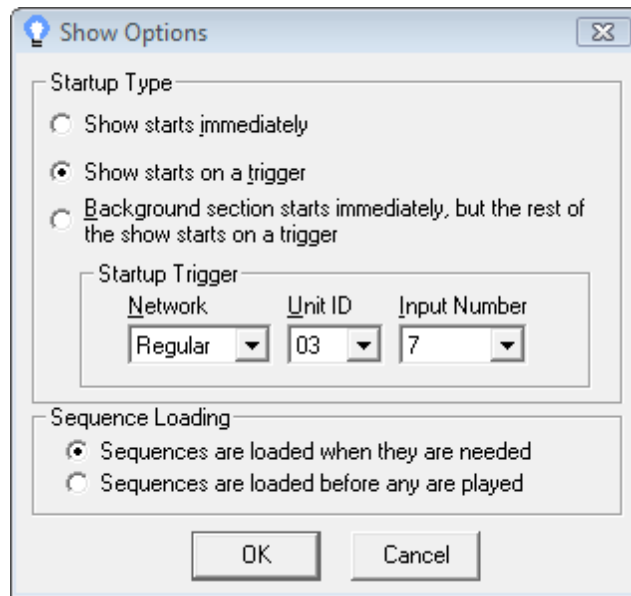 Show Options
Startup Type
Show starts immediately
Show starts on a trigger
Background section starts immediately, but the rest of
the show starts on a trigger
Startup Trigger
Network Unit ID Input Number
Regular 03 7
Sequence Loading
Sequences are loaded when they are needed
Sequences are loaded before any are played
OK Cancel